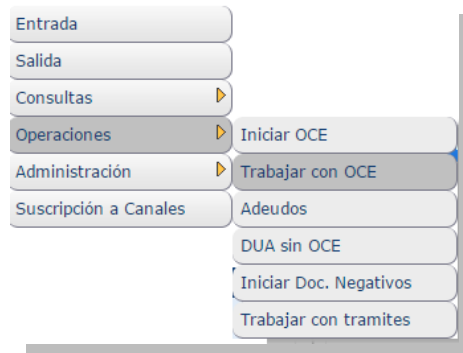 Entrada
Salida
Consultas
Operaciones
Iniciar OCE
Administración
Trabajar con OCE
Suscripción a Canales
Adeudos
DUA sin OCE
Iniciar Doc. Negativos
Trabajar con tramites